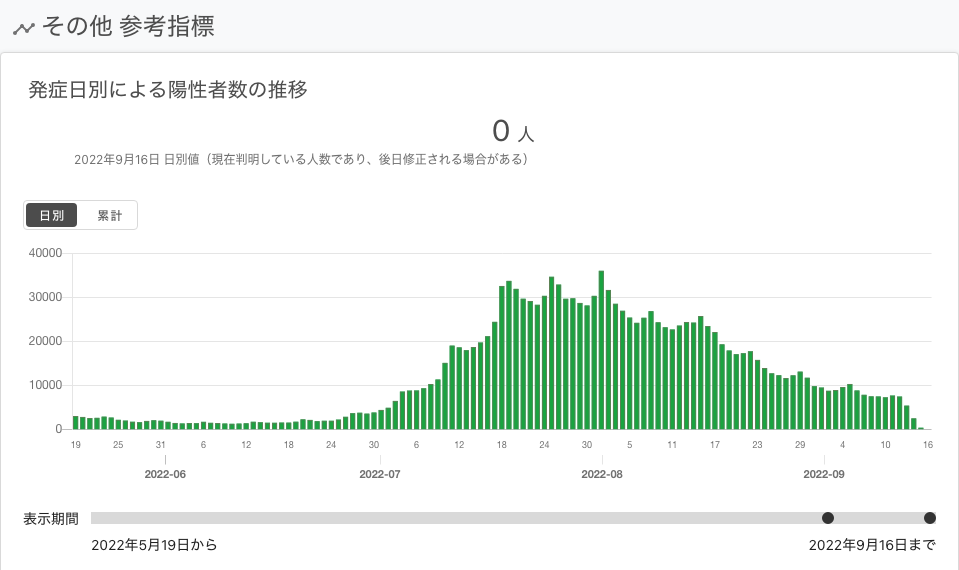 その他 参考指標
発症日別による陽性者数の推移
0 人
2022年9月16日 日別値（現在判明している人数であり、後日修正される場合がある）
日別 累計
40000
30000
20000
10000
0
19 25 31 6 12 18 24 30 6 12 18 24 30 5 11 17 23 29 4 10 16
2022-06 2022-07 2022-08 2022-09
表示期間
2022年5月19日から 2022年9月16日まで